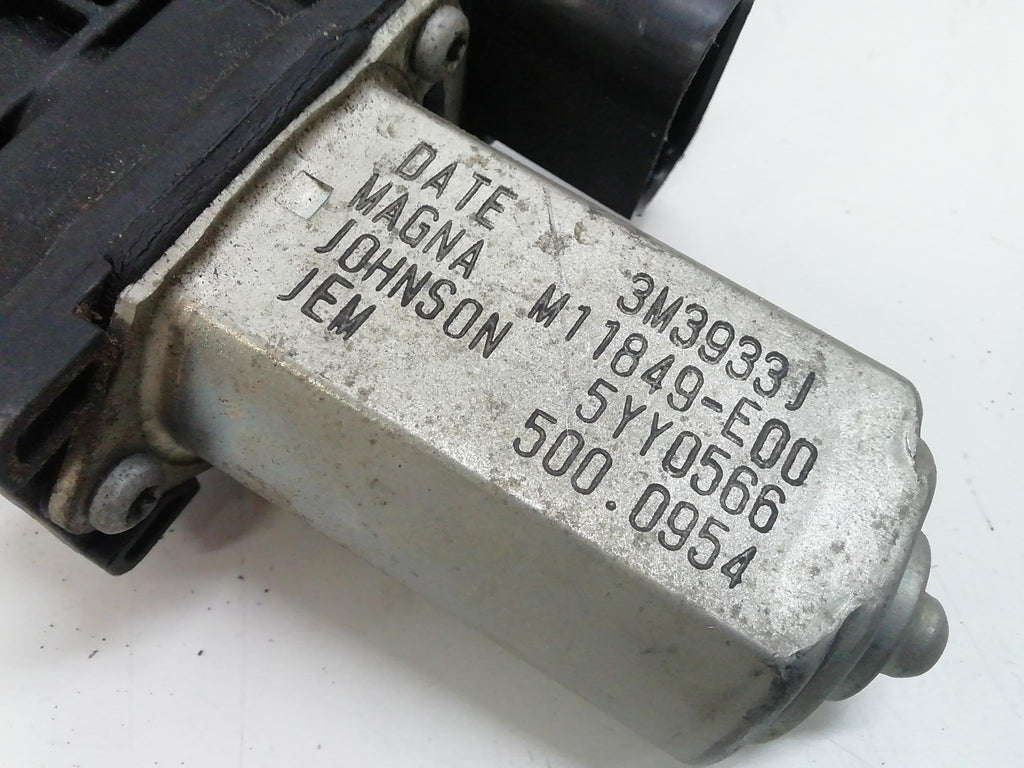 DATE 3M3933J
MAGNA M11849-E00
JOHNSON 5YY0566
JEM 500.0954